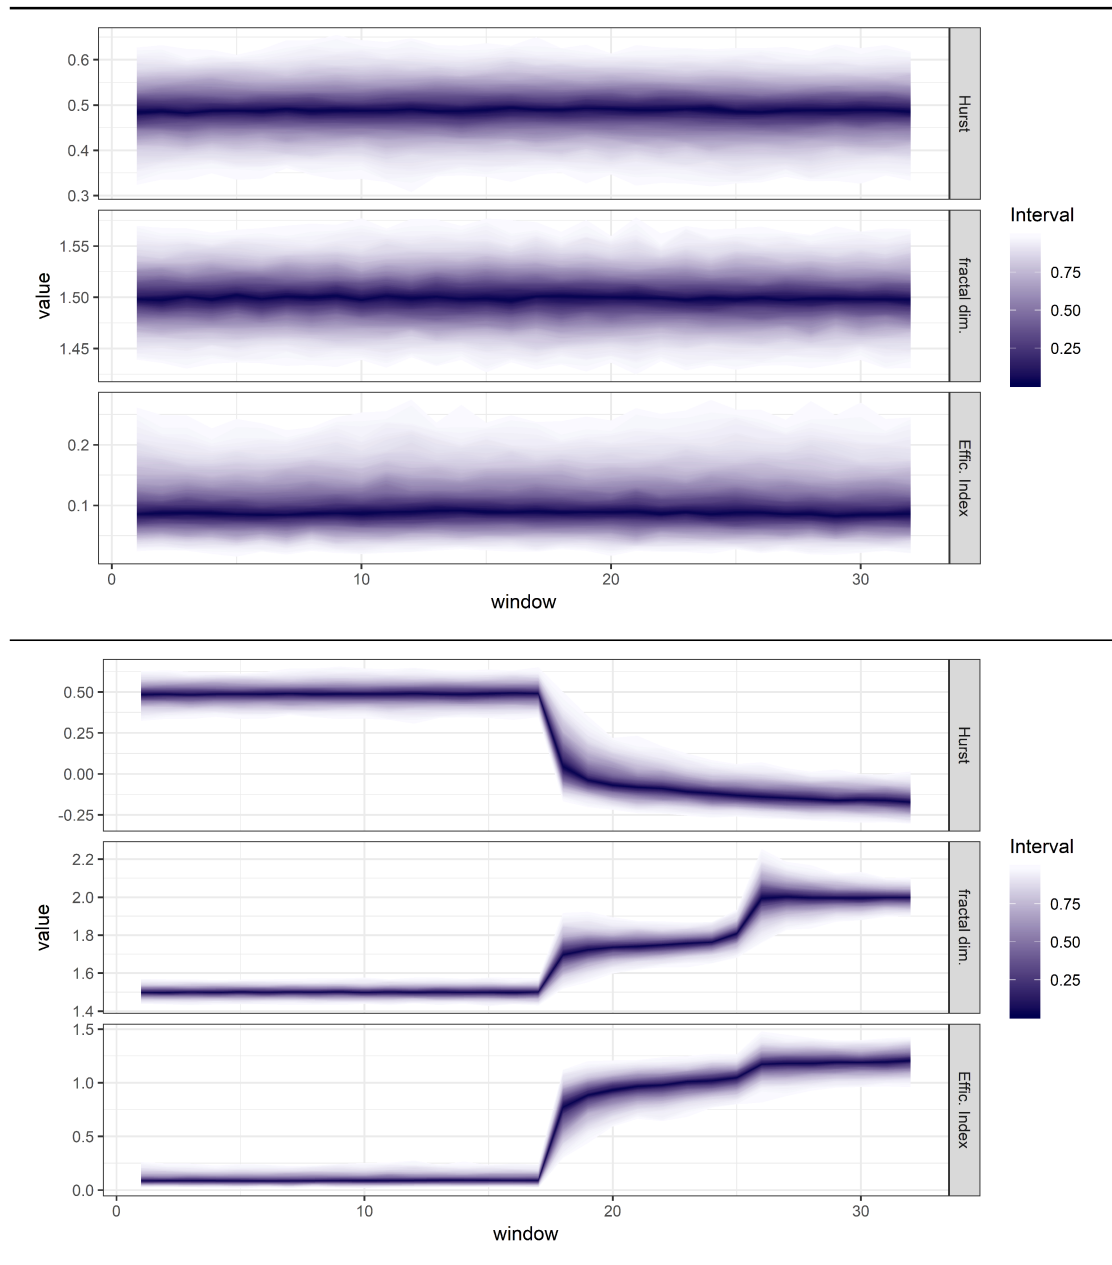 0.6
0.5
0.4
0.3
Hurst
1.55
1.50
1.45
fractal dim.
0.2
0.1
Effic. Index
value
0 10 20 30
window
Interval
0.75
0.50
0.25
0.50
0.25
0.00
-0.25
Hurst
2.2
2.0
1.8
1.6
1.4
fractal dim.
1.5
1.0
0.5
0.0
Effic. Index
value
0 10 20 30
window
Interval
0.75
0.50
0.25